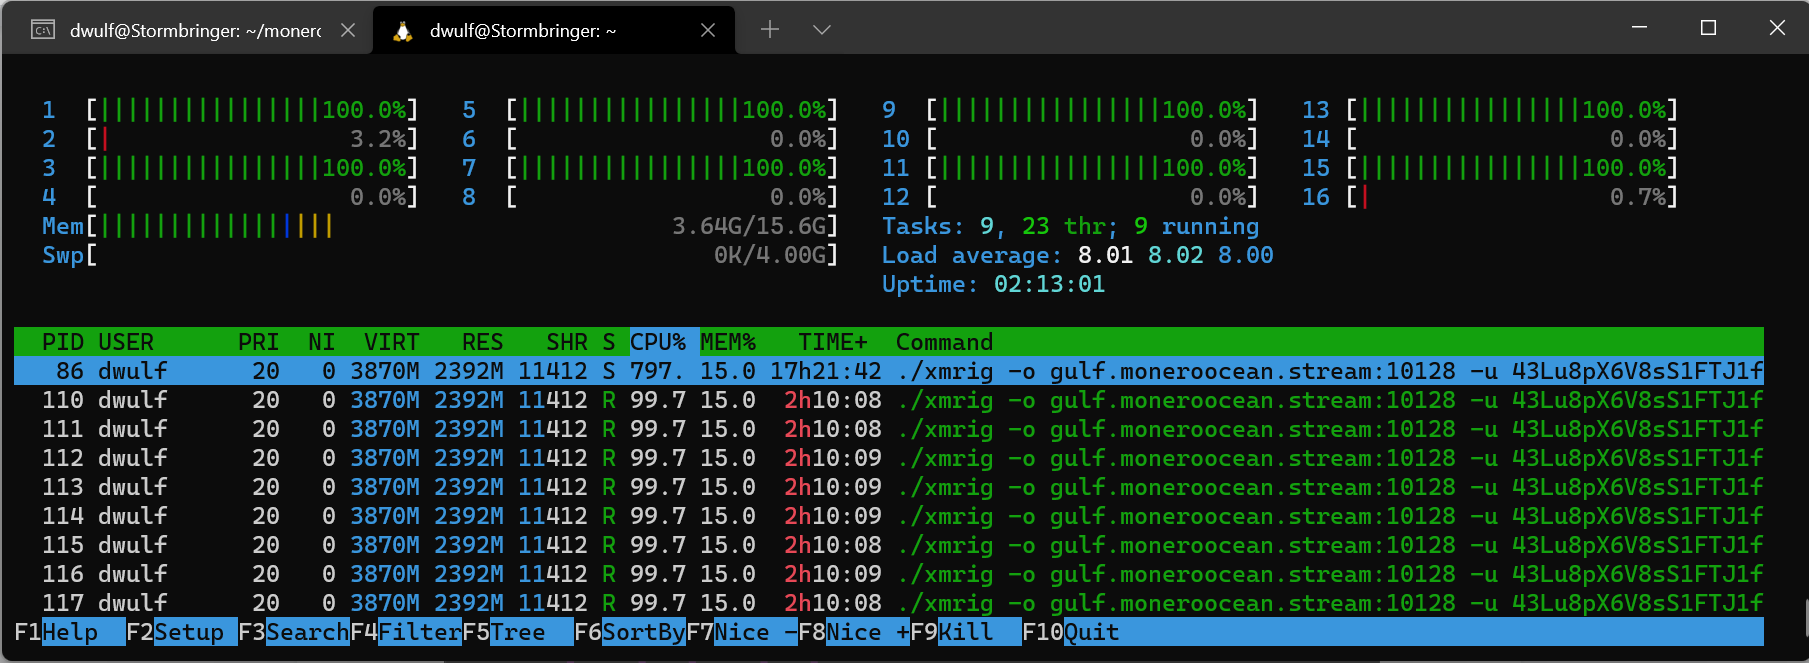 dwulf@Stormbringer: ~/monero dwulf@Stormbringer: ~
1 [||||||||||||||||100.0%] 5 [||||||||||||||||100.0%] 9 [||||||||||||||||100.0%] 13 [||||||||||||||||100.0%]
2 [| 3.2%] 6 [ 0.0%] 10 [ 0.0%] 14 [ 0.0%]
3 [||||||||||||||||100.0%] 7 [||||||||||||||||100.0%] 11 [||||||||||||||||100.0%] 15 [||||||||||||||||100.0%]
4 [ 0.0%] 8 [ 0.0%] 12 [ 0.0%] 16 [| 0.7%]
Mem[||||||||||||||||| 3.64G/15.6G] Tasks: 9, 23 thr; 9 running
Swp[ 0K/4.00G] Load average: 8.01 8.02 8.00
Uptime: 02:13:01
PID USER PRI NI VIRT RES SHR S CPU% MEM% TIME+ Command
86 dwulf 20 0 3870M 2392M 11412 S 797. 15.0 17h21:42 ./xmrig -o gulf.moneroocean.stream:10128 -u 43Lu8pX6V8sS1FTJ1f
110 dwulf 20 0 3870M 2392M 11412 R 99.7 15.0 2h10:08 ./xmrig -o gulf.moneroocean.stream:10128 -u 43Lu8pX6V8sS1FTJ1f
111 dwulf 20 0 3870M 2392M 11412 R 99.7 15.0 2h10:08 ./xmrig -o gulf.moneroocean.stream:10128 -u 43Lu8pX6V8sS1FTJ1f
112 dwulf 20 0 3870M 2392M 11412 R 99.7 15.0 2h10:09 ./xmrig -o gulf.moneroocean.stream:10128 -u 43Lu8pX6V8sS1FTJ1f
113 dwulf 20 0 3870M 2392M 11412 R 99.7 15.0 2h10:09 ./xmrig -o gulf.moneroocean.stream:10128 -u 43Lu8pX6V8sS1FTJ1f
114 dwulf 20 0 3870M 2392M 11412 R 99.7 15.0 2h10:09 ./xmrig -o gulf.moneroocean.stream:10128 -u 43Lu8pX6V8sS1FTJ1f
115 dwulf 20 0 3870M 2392M 11412 R 99.7 15.0 2h10:08 ./xmrig -o gulf.moneroocean.stream:10128 -u 43Lu8pX6V8sS1FTJ1f
116 dwulf 20 0 3870M 2392M 11412 R 99.7 15.0 2h10:09 ./xmrig -o gulf.moneroocean.stream:10128 -u 43Lu8pX6V8sS1FTJ1f
117 dwulf 20 0 3870M 2392M 11412 R 99.7 15.0 2h10:08 ./xmrig -o gulf.moneroocean.stream:10128 -u 43Lu8pX6V8sS1FTJ1f
F1Help F2Setup F3SearchF4FilterF5Tree F6SortByF7Nice -F8Nice +F9Kill F10Quit